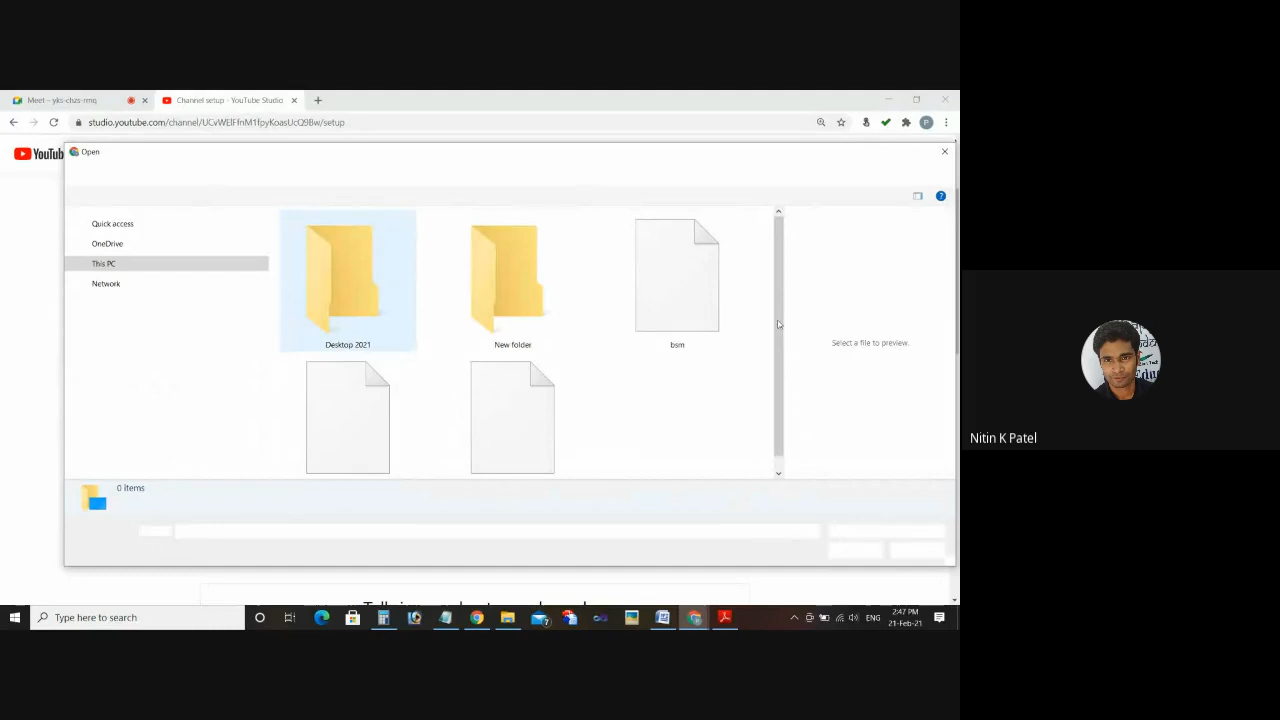 Meet – yks-chzs-rmq
Channel setup - YouTube Studio
studio.youtube.com/channel/UCvWElFfnM1fpyKoasUcQ9Bw/setup
P
YouTube
Open
Quick access
OneDrive
This PC
Network
Desktop 2021
New folder
bsm
Select a file to preview.
0 items
Type here to search
ENG
2:47 PM
21-Feb-21
Nitin K Patel